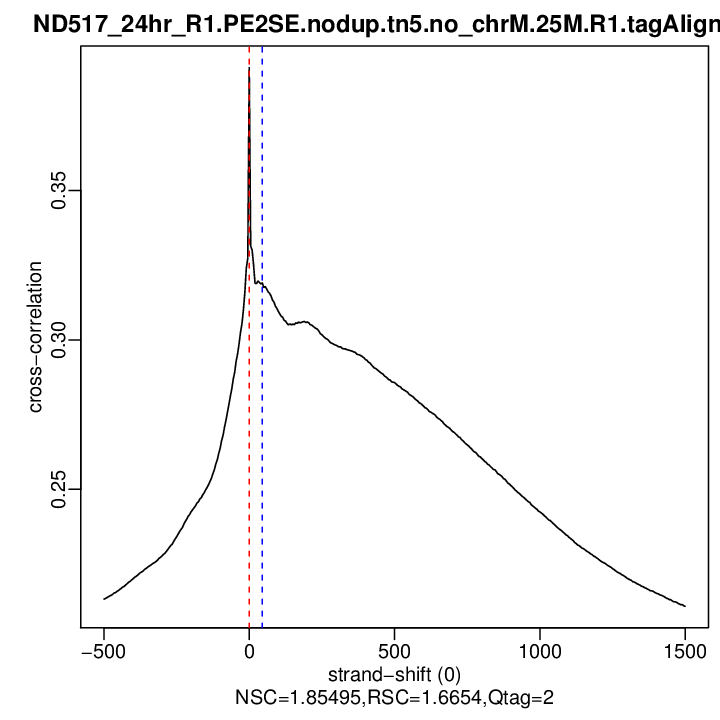 ND517_24hr_R1.PE2SE.nodup.tn5.no_chrM.25M.R1.tagAlign
cross−correlation
0.35
0.30
0.25
−500 0 500 1000 1500
strand−shift (0)
NSC=1.85495,RSC=1.6654,Qtag=2